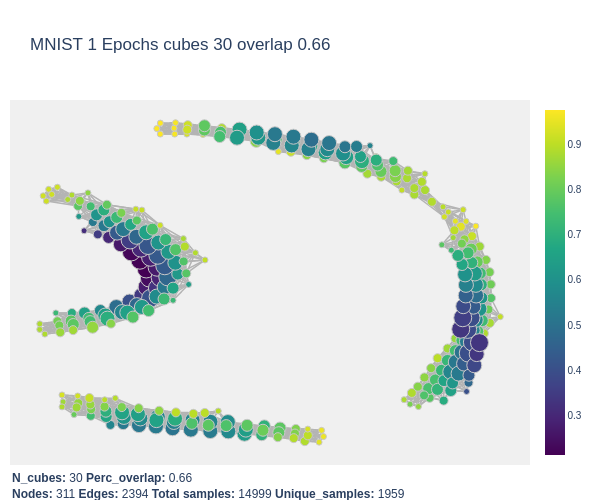 MNIST 1 Epochs cubes 30 overlap 0.66
0.9
0.8
0.7
0.6
0.5
0.4
0.3
N_cubes: 30 Perc_overlap: 0.66
Nodes: 311 Edges: 2394 Total samples: 14999 Unique_samples: 1959